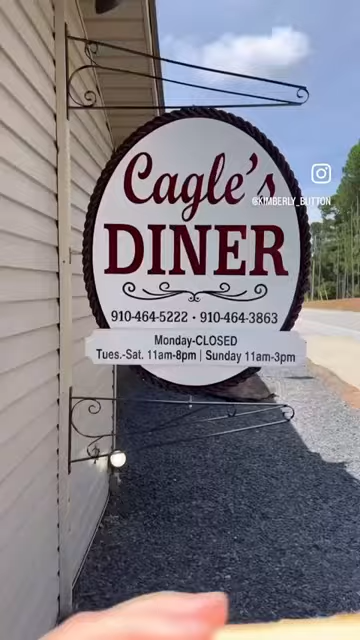 Cagle's
@KIMBERLY_BUTTON
DINER
910-464-5222 • 910-464-3863
Monday-CLOSED
Tues.-Sat. 11am-8pm | Sunday 11am-3pm